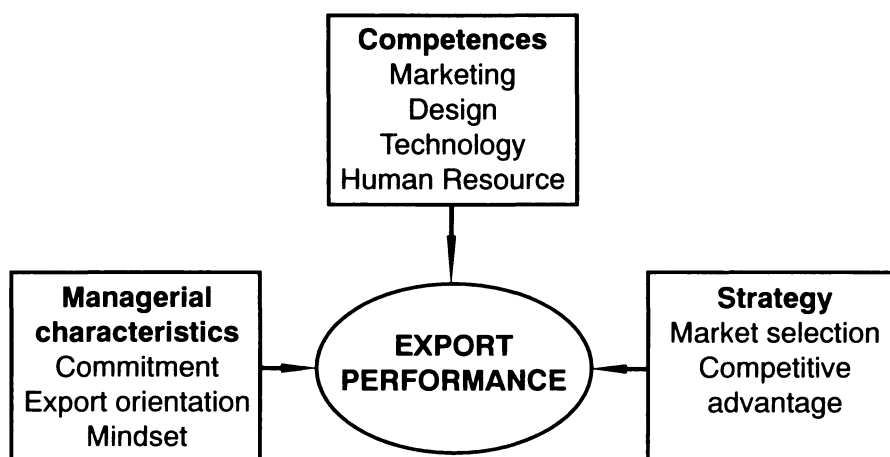 Competences
Marketing
Design
Technology
Human Resource
Managerial
characteristics
Commitment
Export orientation
Mindset
EXPORT
PERFORMANCE
Strategy
Market selection
Competitive
advantage